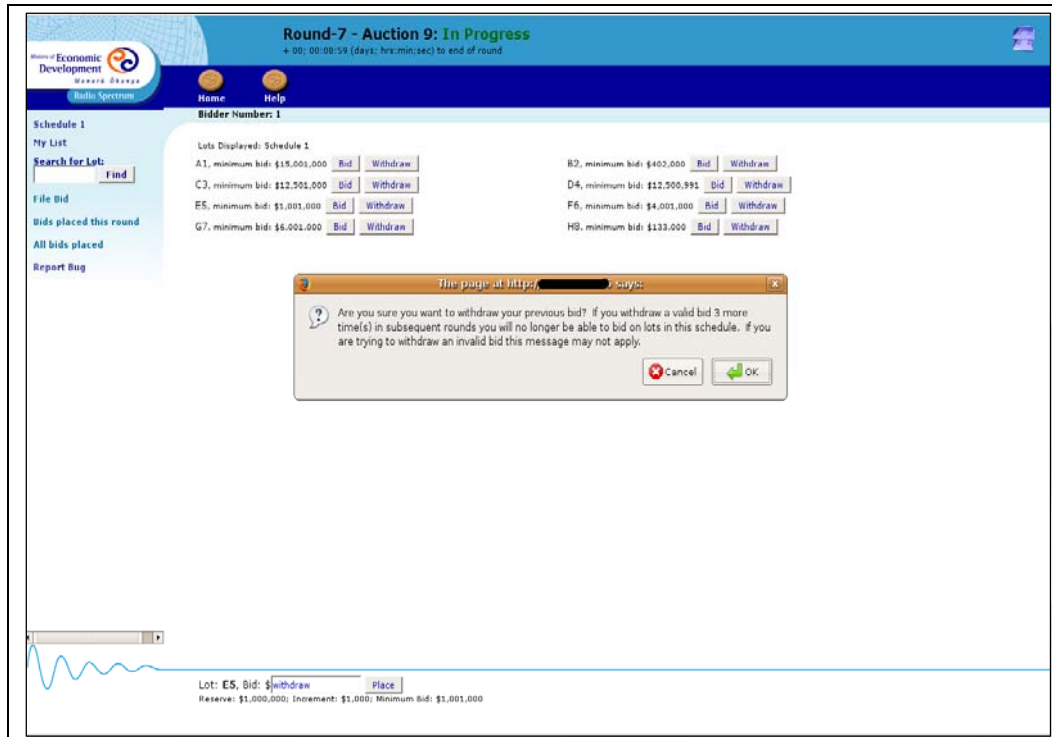 Round-7 - Auction 9: In Progress
+ 00; 00:08:59 (days; hrs:min:sec) to end of round
Ministry of Economic
Development
Manatū Ōhanga
Radio Spectrum
Home Help
Bidder Number: 1
Schedule 1
My List
Search for Lot:
Find
File Bid
Bids placed this round
All bids placed
Report Bug
Lots Displayed: Schedule 1
A1, minimum bid: $15,001,000 Bid Withdraw B2, minimum bid: $402,000 Bid Withdraw
C3, minimum bid: $12,501,000 Bid Withdraw D4, minimum bid: $12,500,991 Bid Withdraw
E5, minimum bid: $1,001,000 Bid Withdraw F6, minimum bid: $4,001,000 Bid Withdraw
G7, minimum bid: $6,001,000 Bid Withdraw H8, minimum bid: $133,000 Bid Withdraw
The page at http:/ says:
Are you sure you want to withdraw your previous bid? If you withdraw a valid bid 3 more
time(s) in subsequent rounds you will no longer be able to bid on lots in this schedule. If you
are trying to withdraw an invalid bid this message may not apply.
Cancel OK
Lot: E5, Bid: $withdraw Place
Reserve: $1,000,000; Increment: $1,000; Minimum Bid: $1,001,000